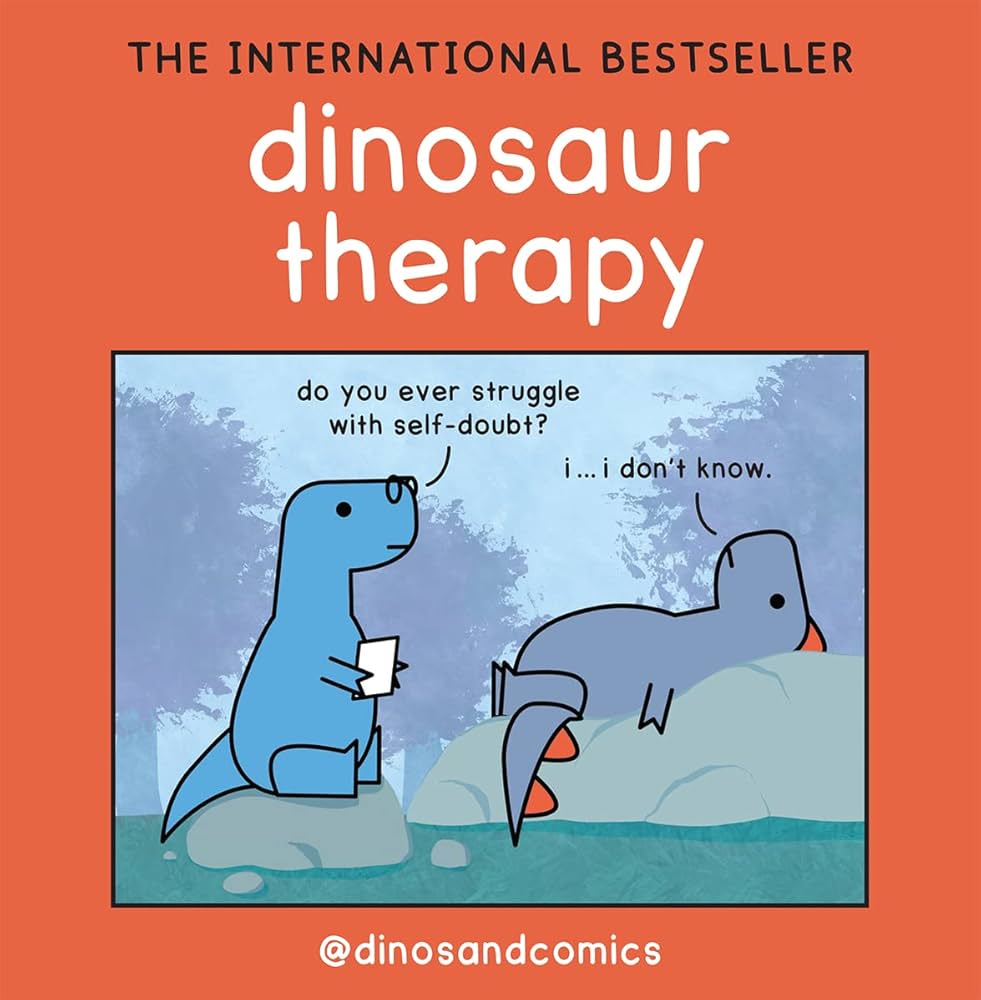 THE INTERNATIONAL BESTSELLER
dinosaur
therapy
do you ever struggle
with self-doubt?
i...i don't know.
@dinosandcomics